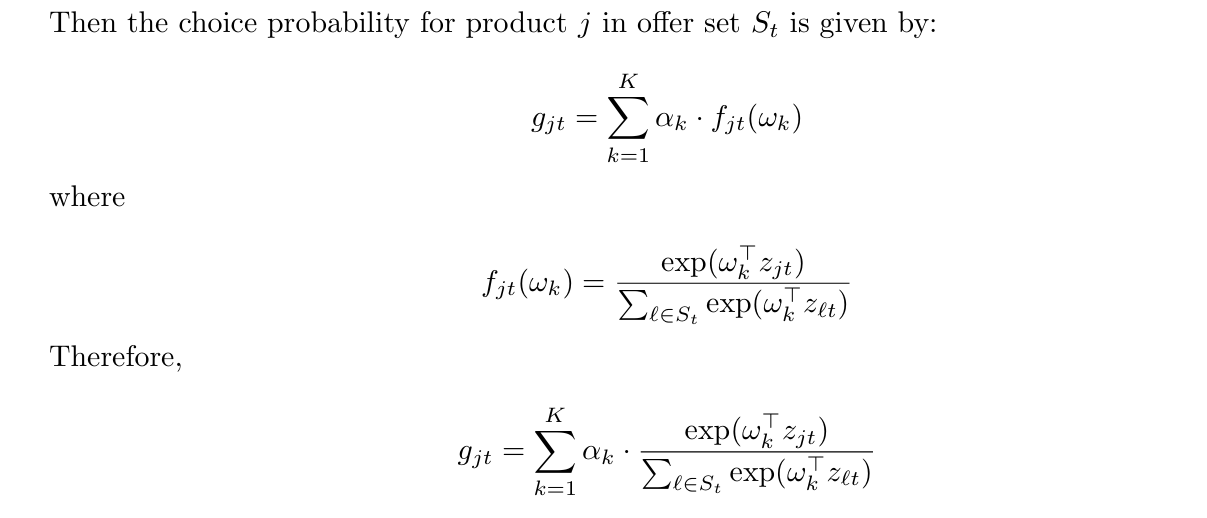 Then the choice probability for product $j$ in offer set $S_t$ is given by:
$$g_{jt} = \sum_{k=1}^{K} \alpha_k \cdot f_{jt}(\omega_k)$$
where
$$f_{jt}(\omega_k) = \frac{\exp(\omega_k^\top z_{jt})}{\sum_{\ell \in S_t} \exp(\omega_k^\top z_{\ell t})}$$
Therefore,
$$g_{jt} = \sum_{k=1}^{K} \alpha_k \cdot \frac{\exp(\omega_k^\top z_{jt})}{\sum_{\ell \in S_t} \exp(\omega_k^\top z_{\ell t})}$$